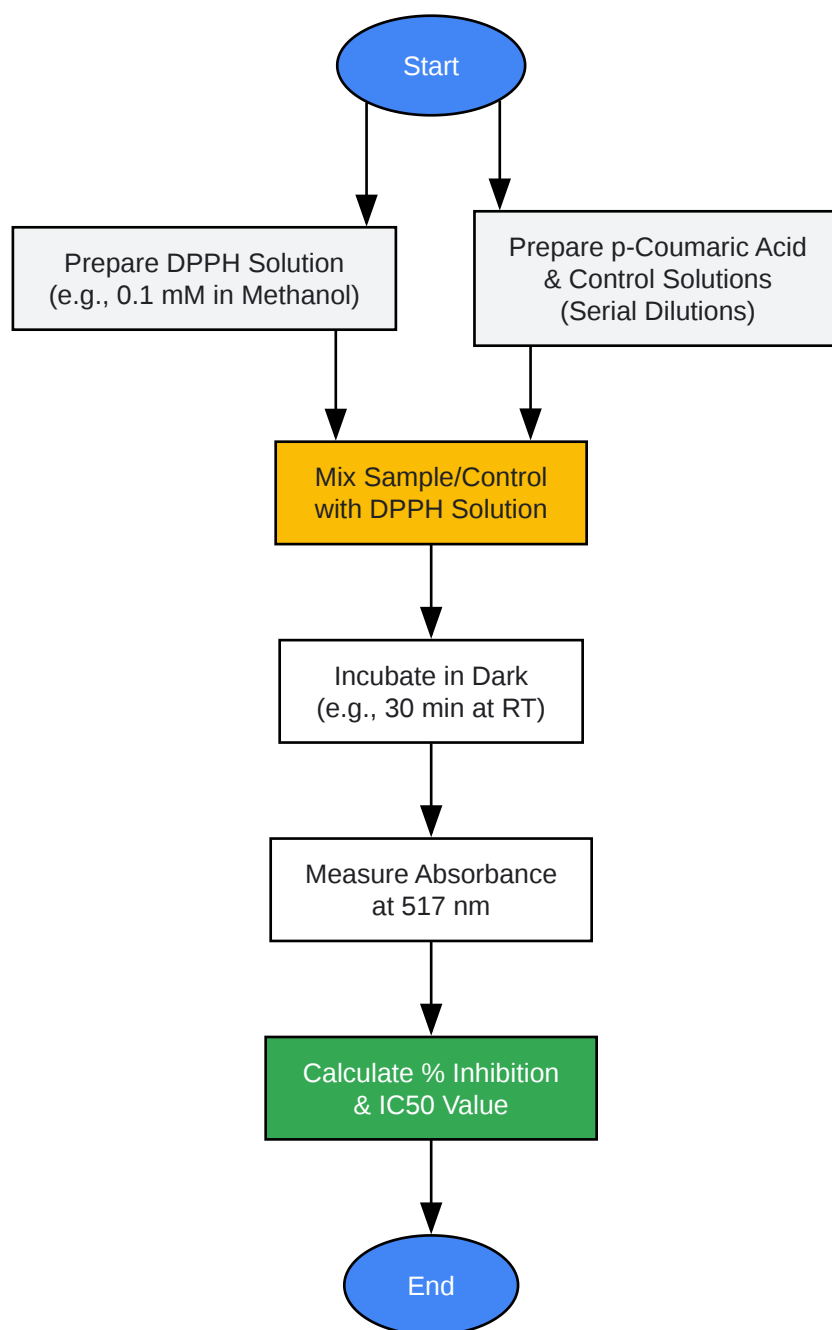 Start
Prepare DPPH Solution
(e.g., 0.1 mM in Methanol)
Prepare p-Coumaric Acid
& Control Solutions
(Serial Dilutions)
Mix Sample/Control
with DPPH Solution
Incubate in Dark
(e.g., 30 min at RT)
Measure Absorbance
at 517 nm
Calculate % Inhibition
& IC50 Value
End